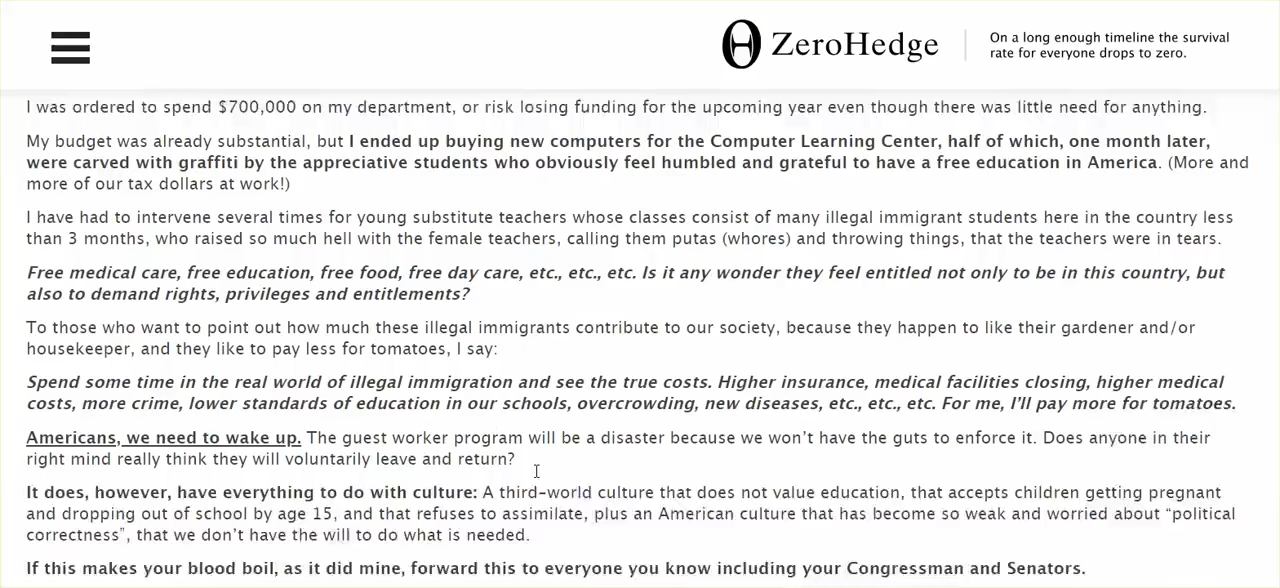 ZeroHedge
On a long enough timeline the survival
rate for everyone drops to zero.
I was ordered to spend $700,000 on my department, or risk losing funding for the upcoming year even though there was little need for anything.
My budget was already substantial, but I ended up buying new computers for the Computer Learning Center, half of which, one month later,
were carved with graffiti by the appreciative students who obviously feel humbled and grateful to have a free education in America. (More and
more of our tax dollars at work!)
I have had to intervene several times for young substitute teachers whose classes consist of many illegal immigrant students here in the country less
than 3 months, who raised so much hell with the female teachers, calling them putas (whores) and throwing things, that the teachers were in tears.
Free medical care, free education, free food, free day care, etc., etc., etc. Is it any wonder they feel entitled not only to be in this country, but
also to demand rights, privileges and entitlements?
To those who want to point out how much these illegal immigrants contribute to our society, because they happen to like their gardener and/or
housekeeper, and they like to pay less for tomatoes, I say:
Spend some time in the real world of illegal immigration and see the true costs. Higher insurance, medical facilities closing, higher medical
costs, more crime, lower standards of education in our schools, overcrowding, new diseases, etc., etc., etc. For me, I’ll pay more for tomatoes.
Americans, we need to wake up. The guest worker program will be a disaster because we won’t have the guts to enforce it. Does anyone in their
right mind really think they will voluntarily leave and return?
It does, however, have everything to do with culture: A third-world culture that does not value education, that accepts children getting pregnant
and dropping out of school by age 15, and that refuses to assimilate, plus an American culture that has become so weak and worried about “political
correctness”, that we don’t have the will to do what is needed.
If this makes your blood boil, as it did mine, forward this to everyone you know including your Congressman and Senators.